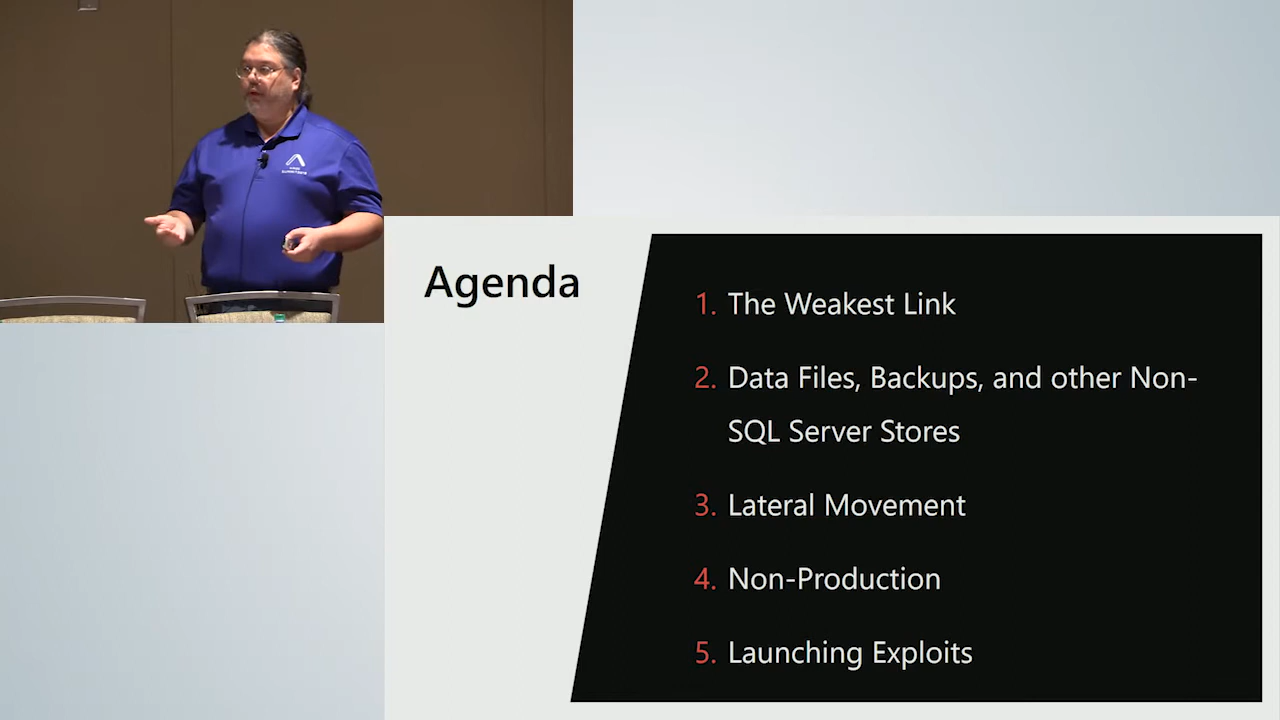 Agenda
1. The Weakest Link
2. Data Files, Backups, and other Non-
SQL Server Stores
3. Lateral Movement
4. Non-Production
5. Launching Exploits